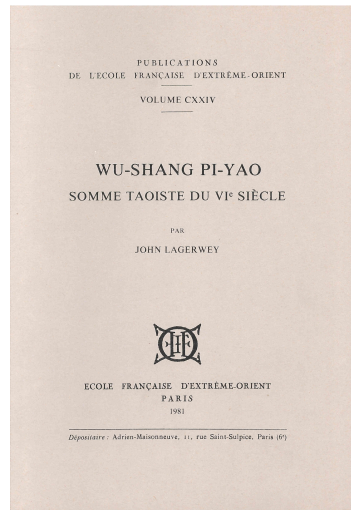 PUBLICATIONS
DE L'ECOLE FRANÇAISE D'EXTRÊME-ORIENT
VOLUME CXXIV
WU-SHANG PI-YAO
SOMME TAOISTE DU VIe SIÈCLE
PAR
JOHN LAGERWEY
ECOLE FRANÇAISE D'EXTRÊME-ORIENT
PARIS
1981
Dépositaire : Adrien-Maisonneuve, 11, rue Saint-Sulpice, Paris (6e)